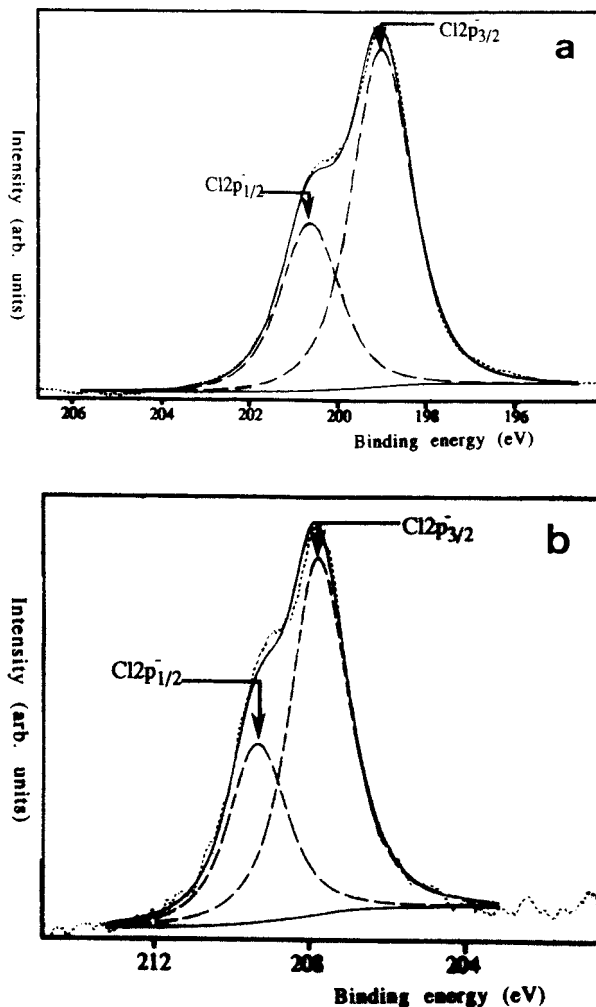 Cl2p⁻3/2
a
Cl2p⁻1/2
Intensity (arb. units)
206 204 202 200 198 196
Binding energy (eV)
Cl2p⁻3/2
b
Cl2p⁻1/2
Intensity (arb. units)
212 208 204
Binding energy (eV)